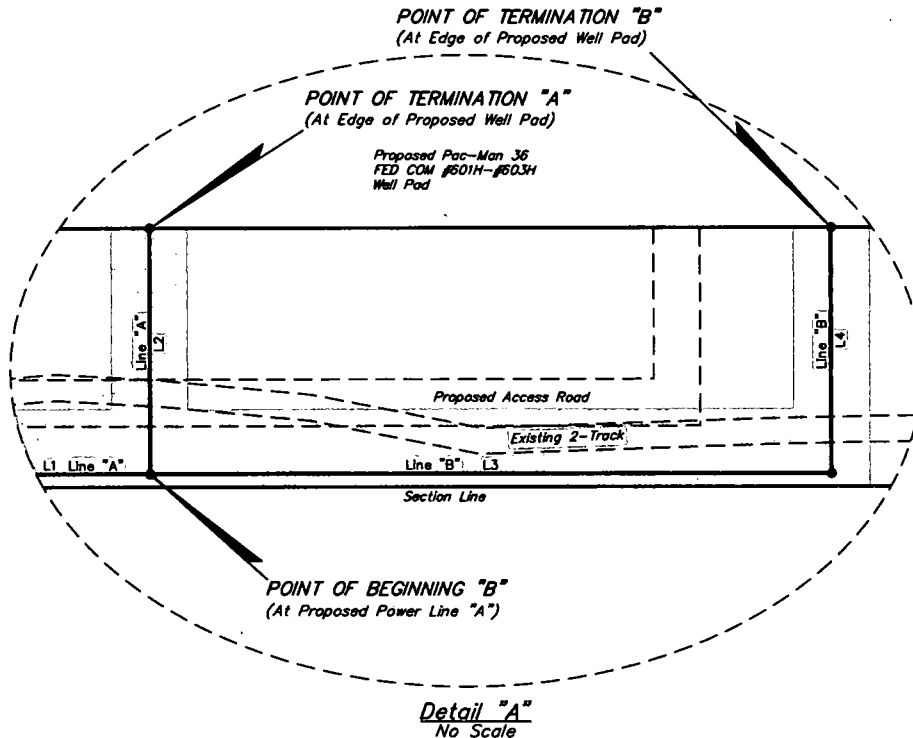 POINT OF TERMINATION "B"
(At Edge of Proposed Well Pad)
POINT OF TERMINATION "A"
(At Edge of Proposed Well Pad)
Proposed Pac-Man 36
FED COM #601H-#603H
Well Pad
Line "A"
L2
Line "B"
L4
Proposed Access Road
Existing 2-Track
L1 Line "A"
Line "B" L3
Section Line
POINT OF BEGINNING "B"
(At Proposed Power Line "A")
Detail "A"
No Scale